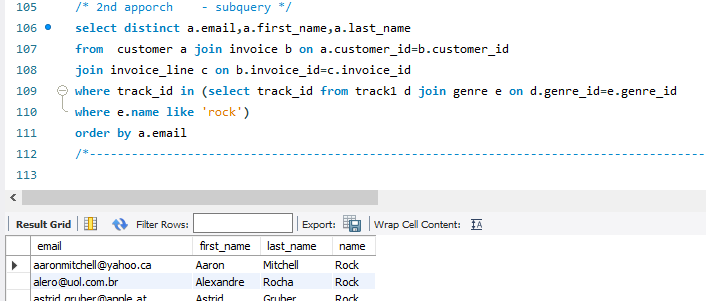 105 /* 2nd apporch    - subquery */
106 select distinct a.email,a.first_name,a.last_name
107 from  customer a join invoice b on a.customer_id=b.customer_id
108 join invoice_line c on b.invoice_id=c.invoice_id
109 where track_id in (select track_id from track1 d join genre e on d.genre_id=e.genre_id
110 where e.name like 'rock')
111 order by a.email
112 /*----------------------------------------------------------------------------------------
113
Result Grid Filter Rows: Export: Wrap Cell Content: IA
email first_name last_name name
aaronmitchell@yahoo.ca Aaron Mitchell Rock
alero@uol.com.br Alexandre Rocha Rock
astrid.gruber@apple.at Astrid Gruber Rock